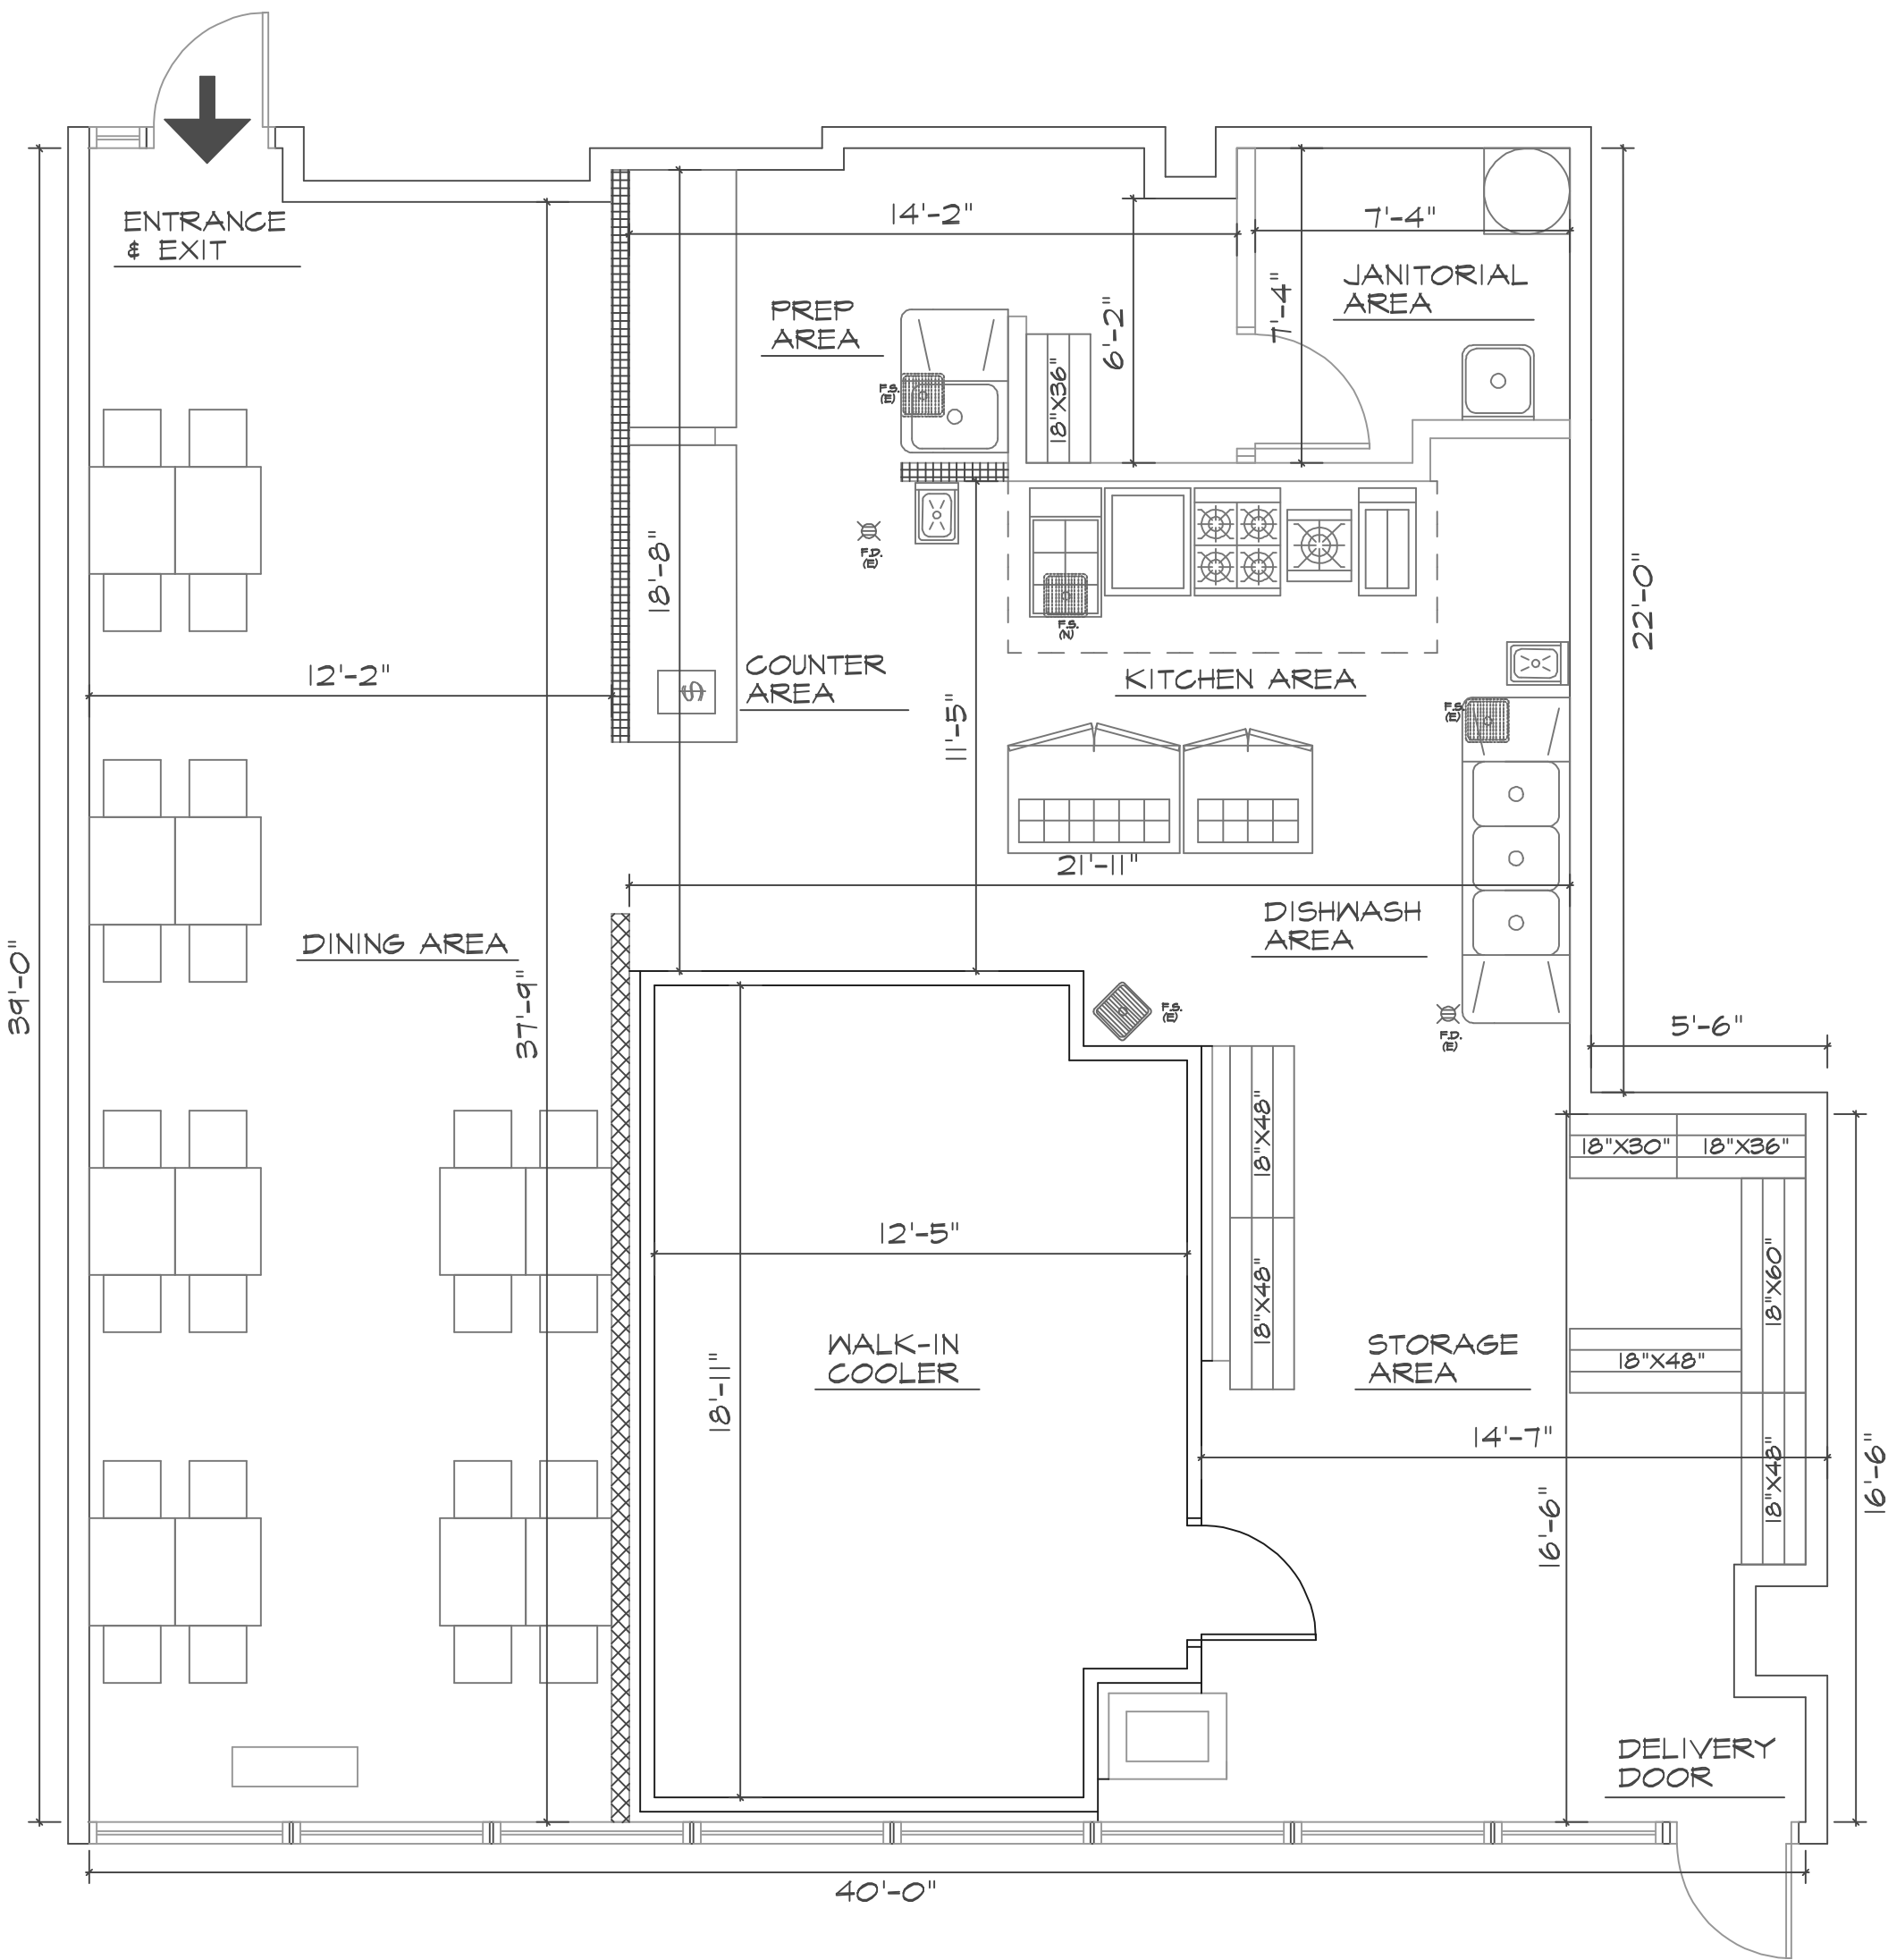 ENTRANCE
& EXIT
14'-2"
7'-4"
7'-4"
JANITORIAL
AREA
PREP
AREA
6'-2"
18"X36"
F.S.
(E)
F.D.
(E)
18'-8"
F.S.
(N)
22'-0"
12'-2"
COUNTER
AREA
$
KITCHEN AREA
11'-5"
F.S.
(E)
21'-11"
DISHWASH
AREA
DINING AREA
39'-0"
37'-9"
F.S.
(E)
F.D.
(E)
5'-6"
18"X48"
18"X30"
18"X36"
12'-5"
18"X48"
18"X60"
WALK-IN
COOLER
STORAGE
AREA
18"X48"
18'-11"
14'-7"
18"X48"
16'-6"
16'-6"
DELIVERY
DOOR
40'-0"